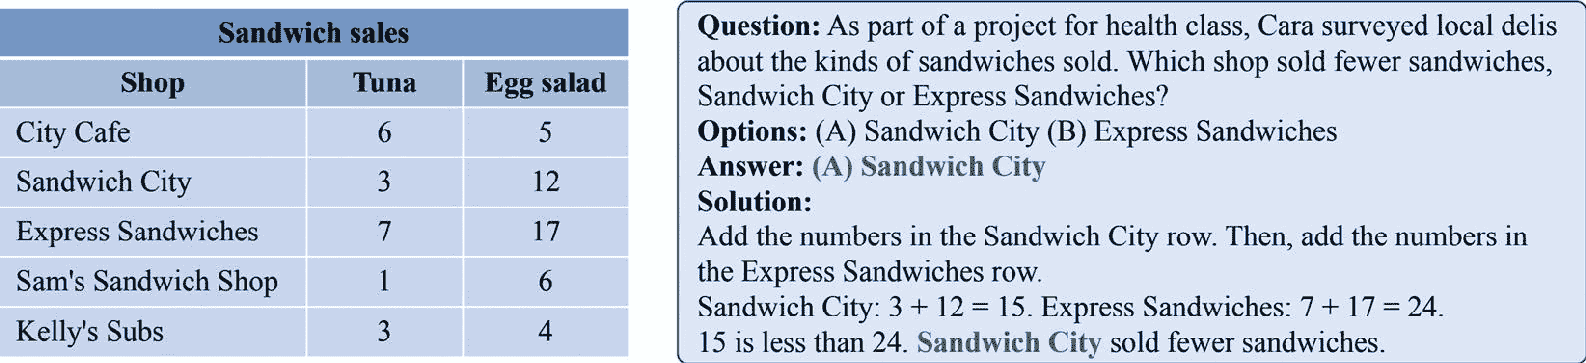 Sandwich sales
Shop Tuna Egg salad
City Cafe 6 5
Sandwich City 3 12
Express Sandwiches 7 17
Sam's Sandwich Shop 1 6
Kelly's Subs 3 4
Question: As part of a project for health class, Cara surveyed local delis
about the kinds of sandwiches sold. Which shop sold fewer sandwiches,
Sandwich City or Express Sandwiches?
Options: (A) Sandwich City (B) Express Sandwiches
Answer: (A) Sandwich City
Solution:
Add the numbers in the Sandwich City row. Then, add the numbers in
the Express Sandwiches row.
Sandwich City: 3 + 12 = 15. Express Sandwiches: 7 + 17 = 24.
15 is less than 24. Sandwich City sold fewer sandwiches.